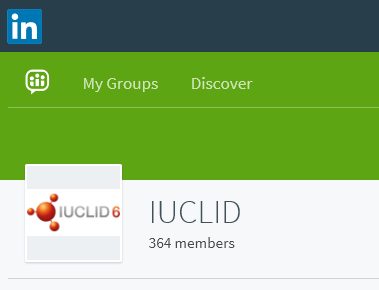 in
My Groups Discover
IUCLID 6
IUCLID
364 members